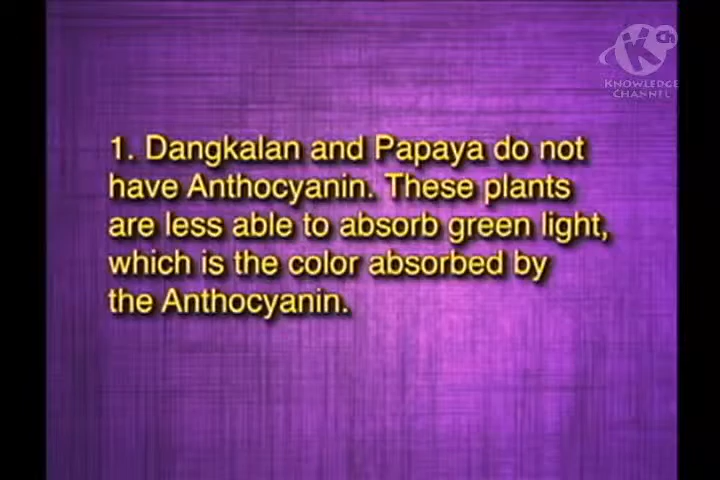 Kch
KNOWLEDGE
CHANNEL
1. Dangkalan and Papaya do not
have Anthocyanin. These plants
are less able to absorb green light,
which is the color absorbed by
the Anthocyanin.